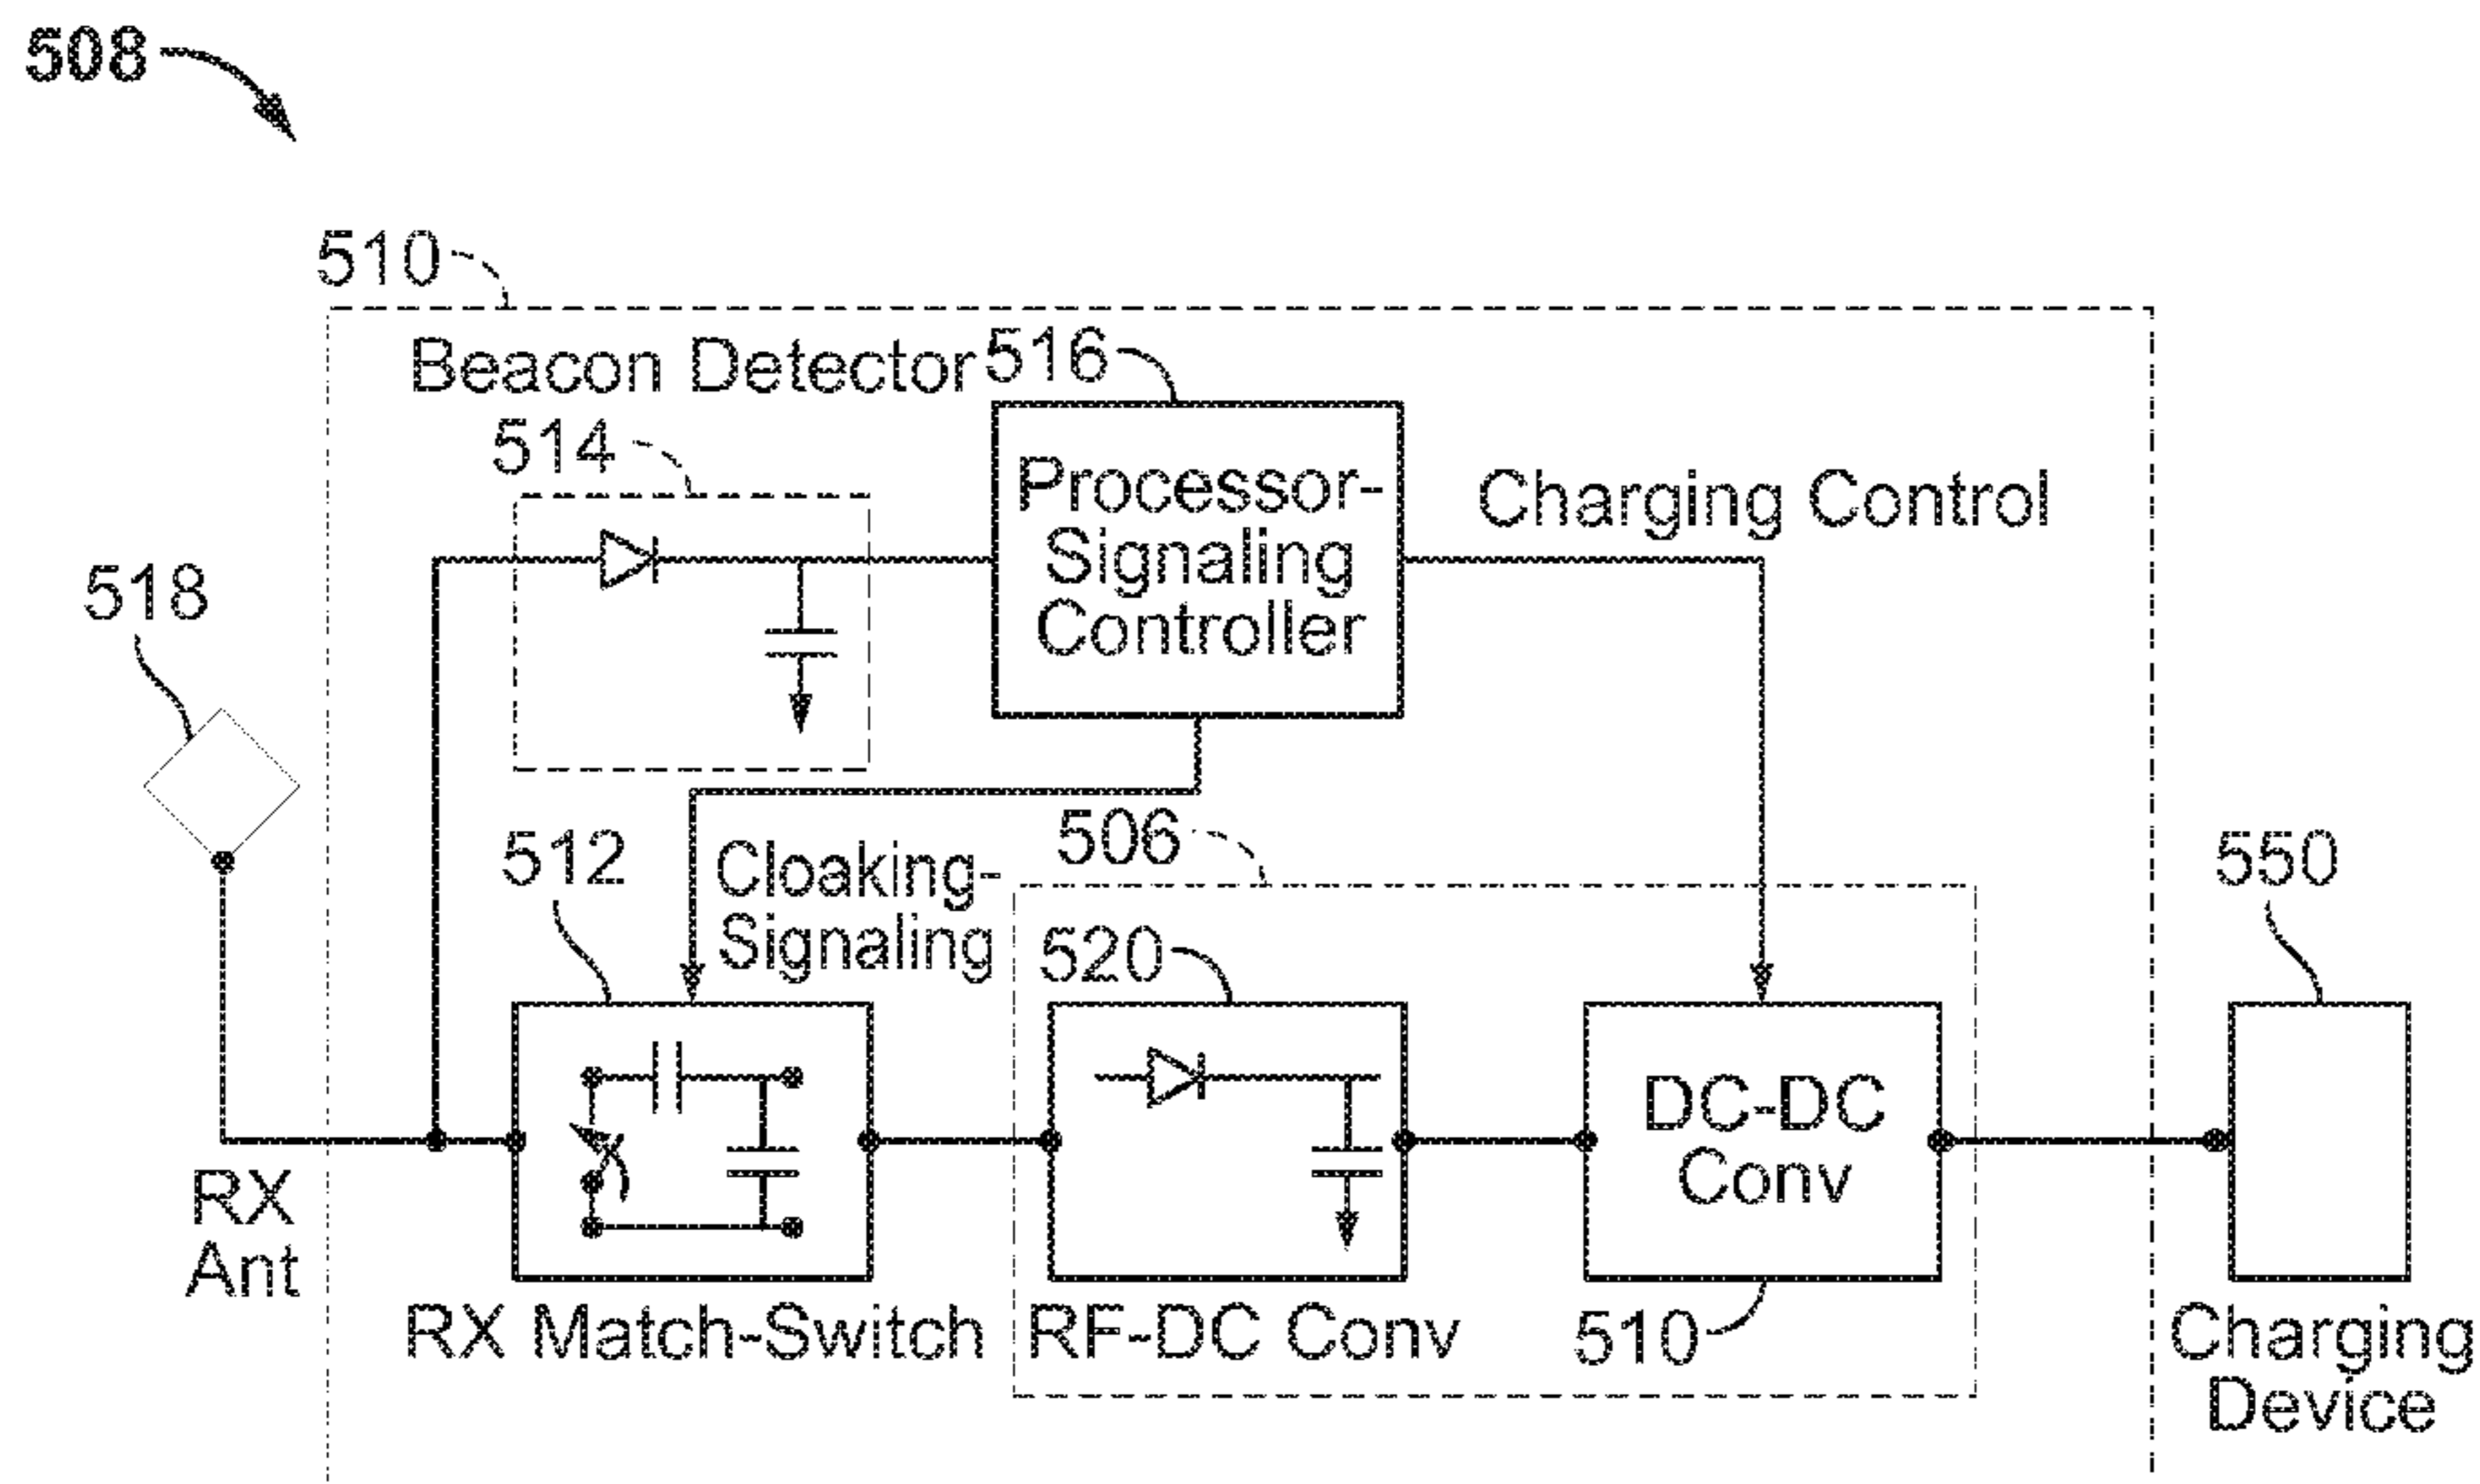 508
510
Beacon Detector
516
514
Processor-
Signaling
Controller
Charging Control
518
512
Cloaking-
Signaling
506
520
550
DC-DC
Conv
RX
Ant
RX Match-Switch
RF-DC Conv
510
Charging
Device